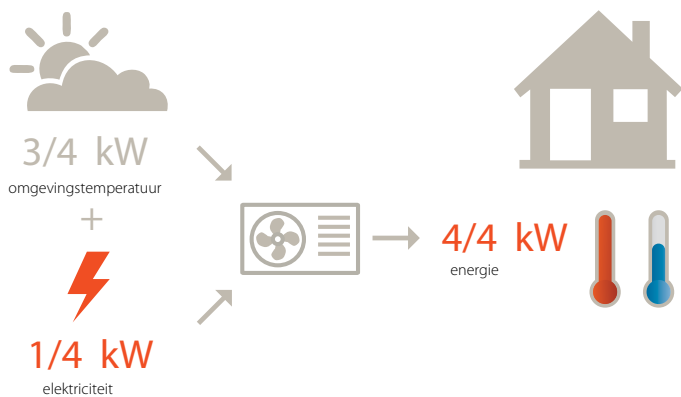 3/4 kW
omgevingstemperatuur
+
1/4 kW
elektriciteit
4/4 kW
energie